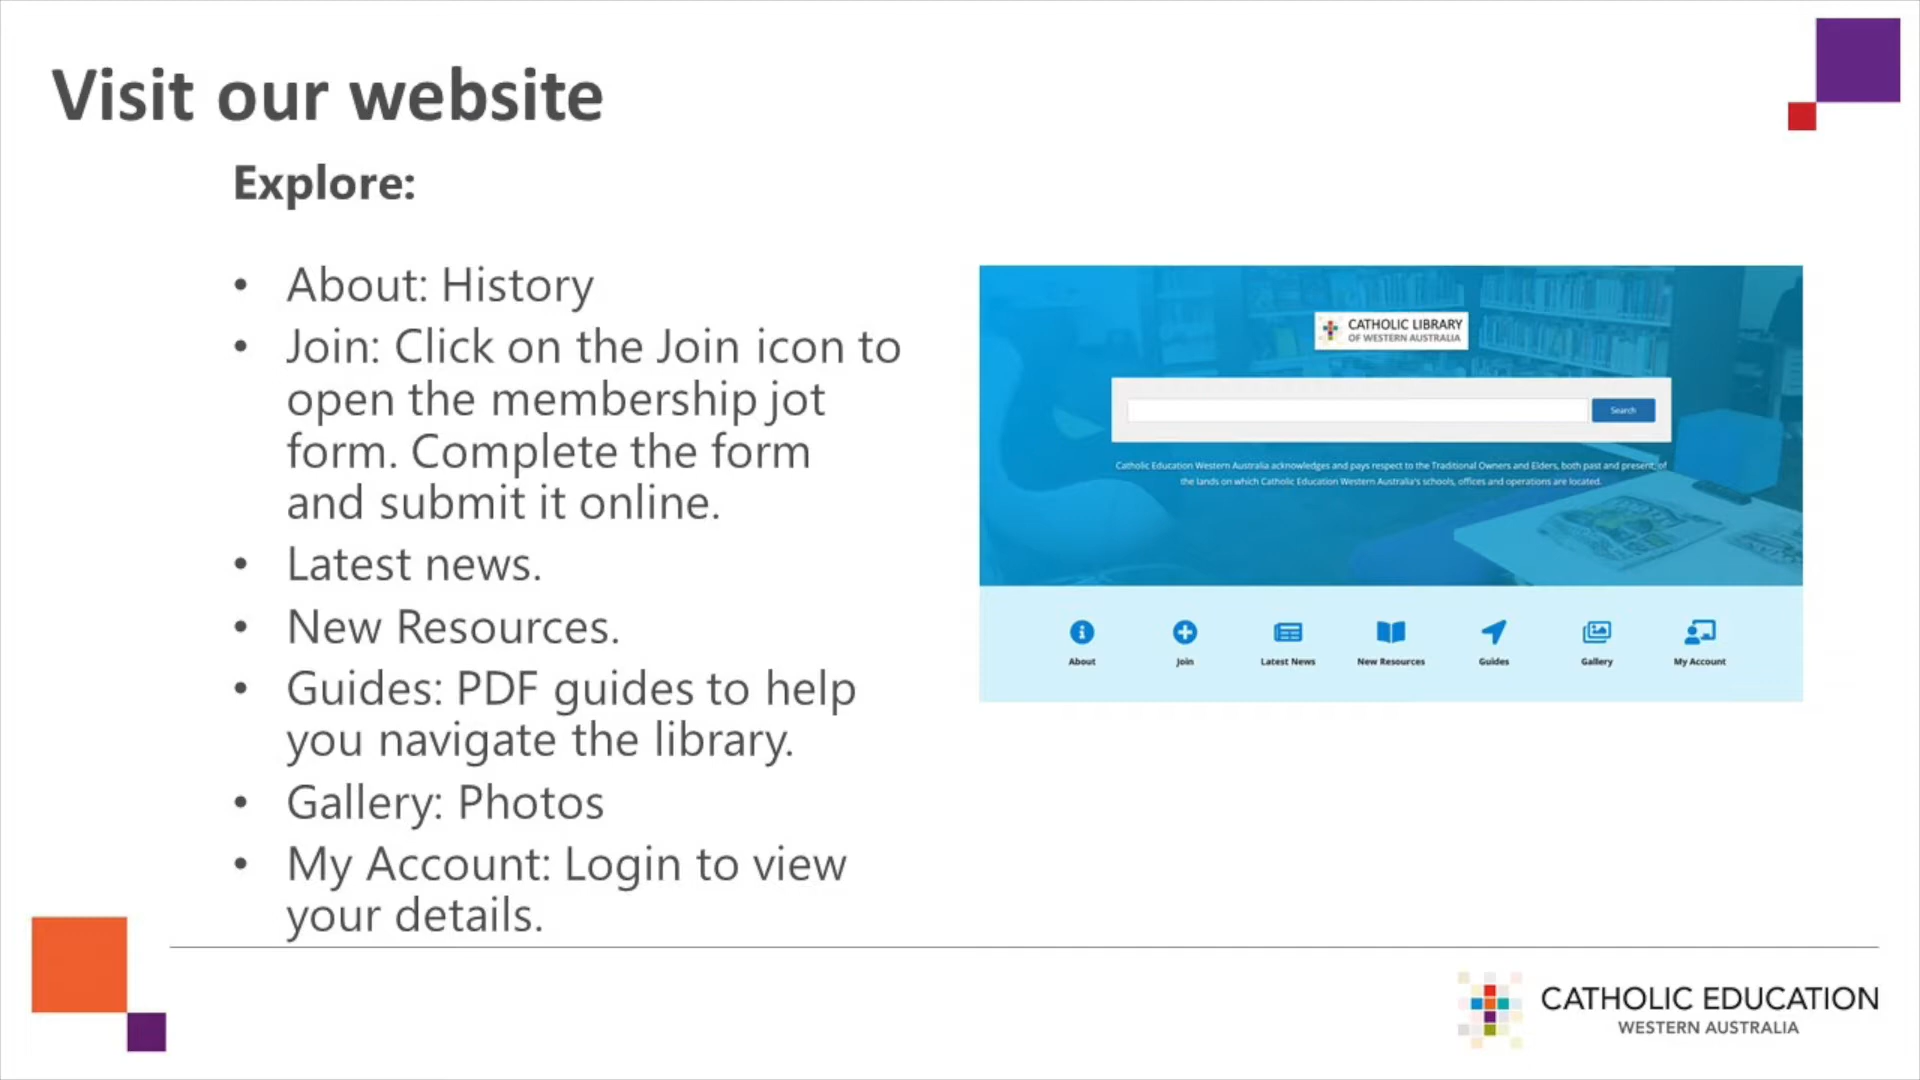 Visit our website
Explore:
• About: History
• Join: Click on the Join icon to
open the membership jot
form. Complete the form
and submit it online.
• Latest news.
• New Resources.
• Guides: PDF guides to help
you navigate the library.
• Gallery: Photos
• My Account: Login to view
your details.
CATHOLIC LIBRARY
OF WESTERN AUSTRALIA
Search
Catholic Education Western Australia acknowledges and pays respect to the Traditional Owners and Elders, both past and present, of
the lands on which Catholic Education Western Australia's schools, offices and operations are located.
About Join Latest News New Resources Guides Gallery My Account
CATHOLIC EDUCATION
WESTERN AUSTRALIA